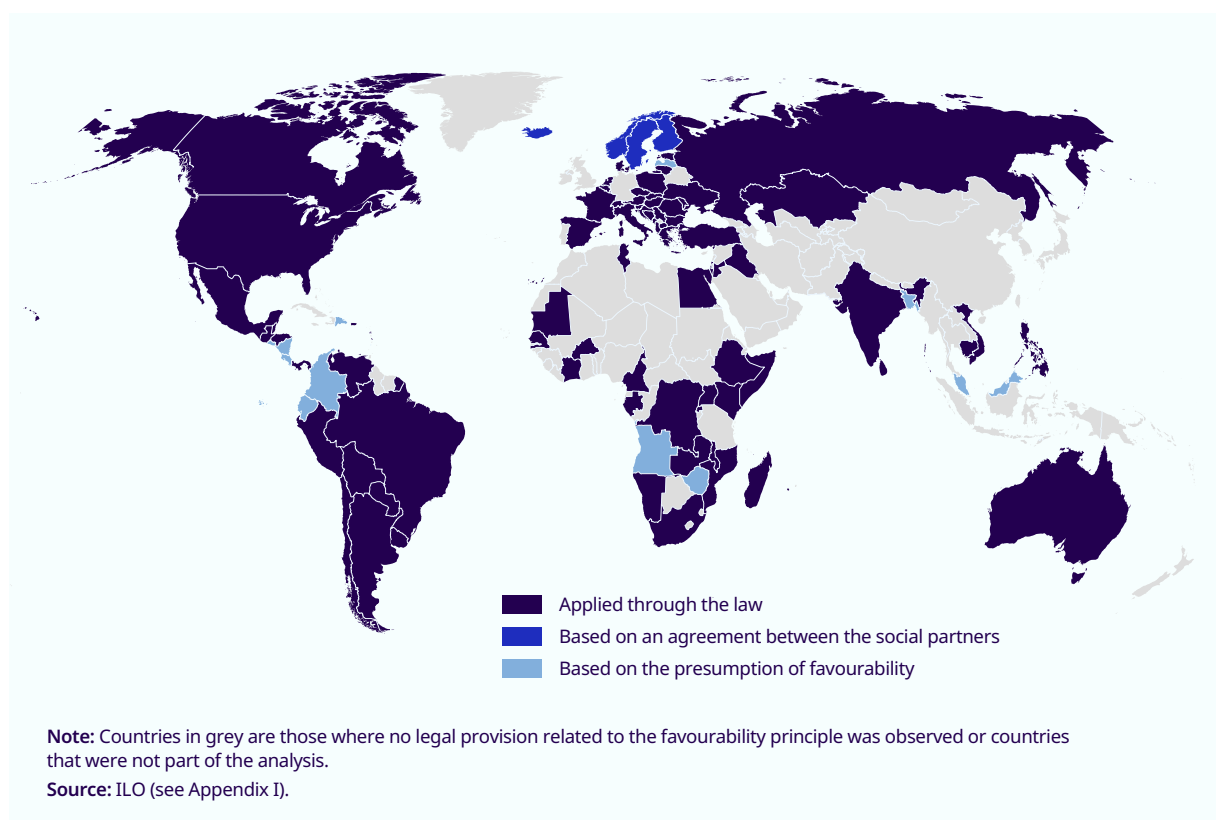 Applied through the law
Based on an agreement between the social partners
Based on the presumption of favourability
Note: Countries in grey are those where no legal provision related to the favourability principle was observed or countries
that were not part of the analysis.
Source: ILO (see Appendix I).